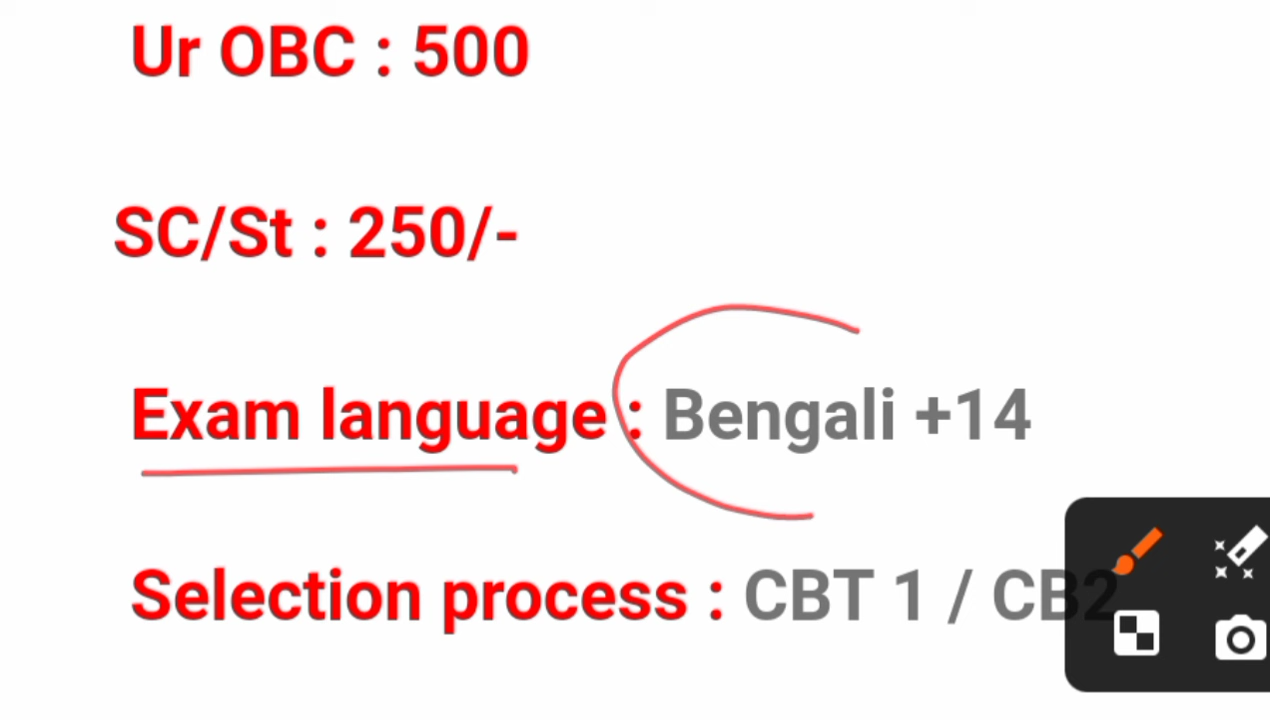 Ur OBC : 500
SC/St : 250/-
Exam language : Bengali +14
Selection process : CBT 1 / CB2